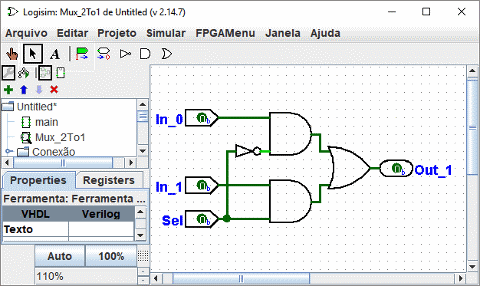 Logisim: Mux_2To1 de Untitled (v 2.14.7)
Arquivo Editar Projeto Simular FPGAMenu Janela Ajuda
A
Untitled*
main
Mux_2To1
Conexão
Properties Registers
Ferramenta: Ferramenta ...
VHDL Verilog
Texto
Auto 100%
110%
In_0
In_1
Sel
Out_1